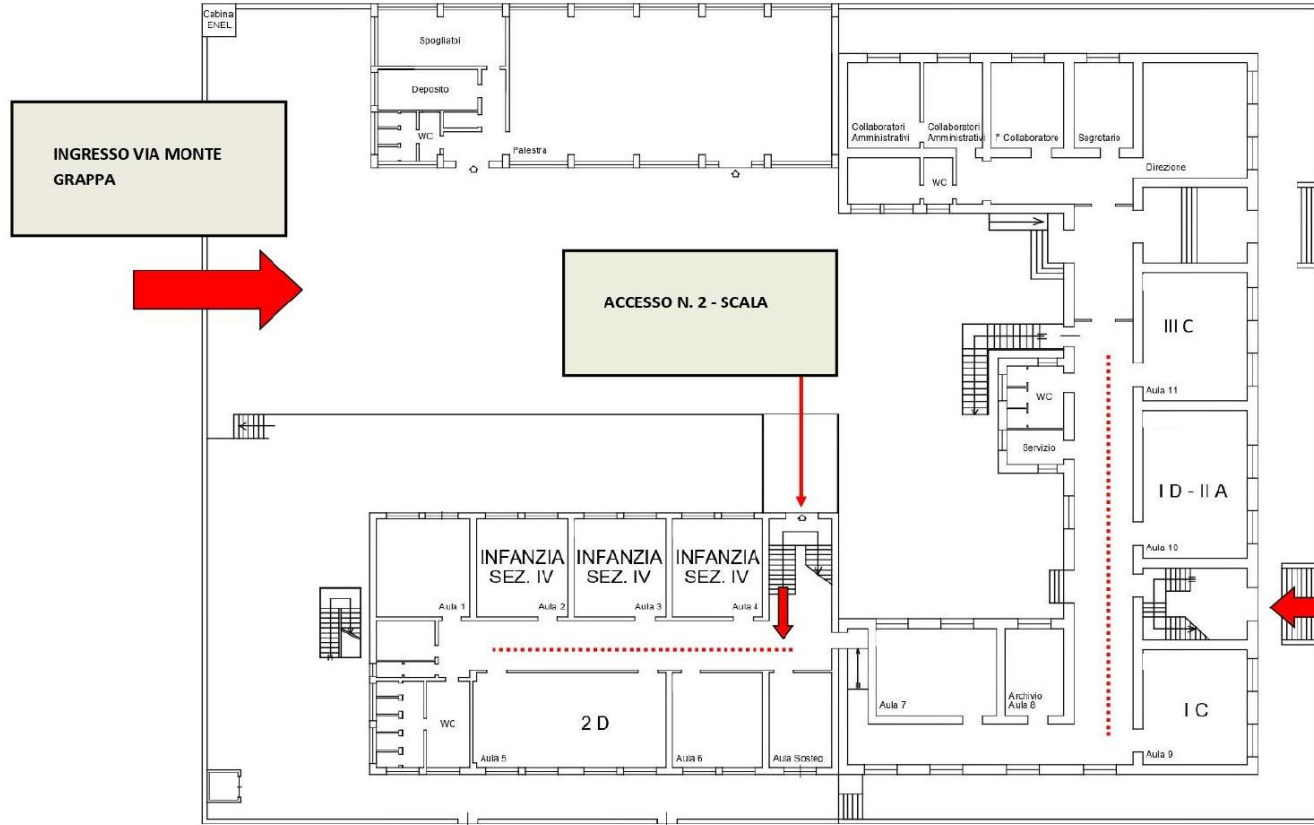 Cabina
ENEL
Spogliatoi
Deposito
WC
Palestra
Collaboratori
Amministrativi
Collaboratori
Amministrativi
1° Collaboratore
Segretario
Direzione
WC
INGRESSO VIA MONTE
GRAPPA
ACCESSO N. 2 - SCALA
III C
Aula 11
WC
Servizio
I D - II A
Aula 10
INFANZIA
SEZ. IV
INFANZIA
SEZ. IV
INFANZIA
SEZ. IV
Aula 1
Aula 2
Aula 3
Aula 4
WC
2 D
Aula 5
Aula 6
Aula Sosteg.
Aula 7
Archivio
Aula 8
I C
Aula 9